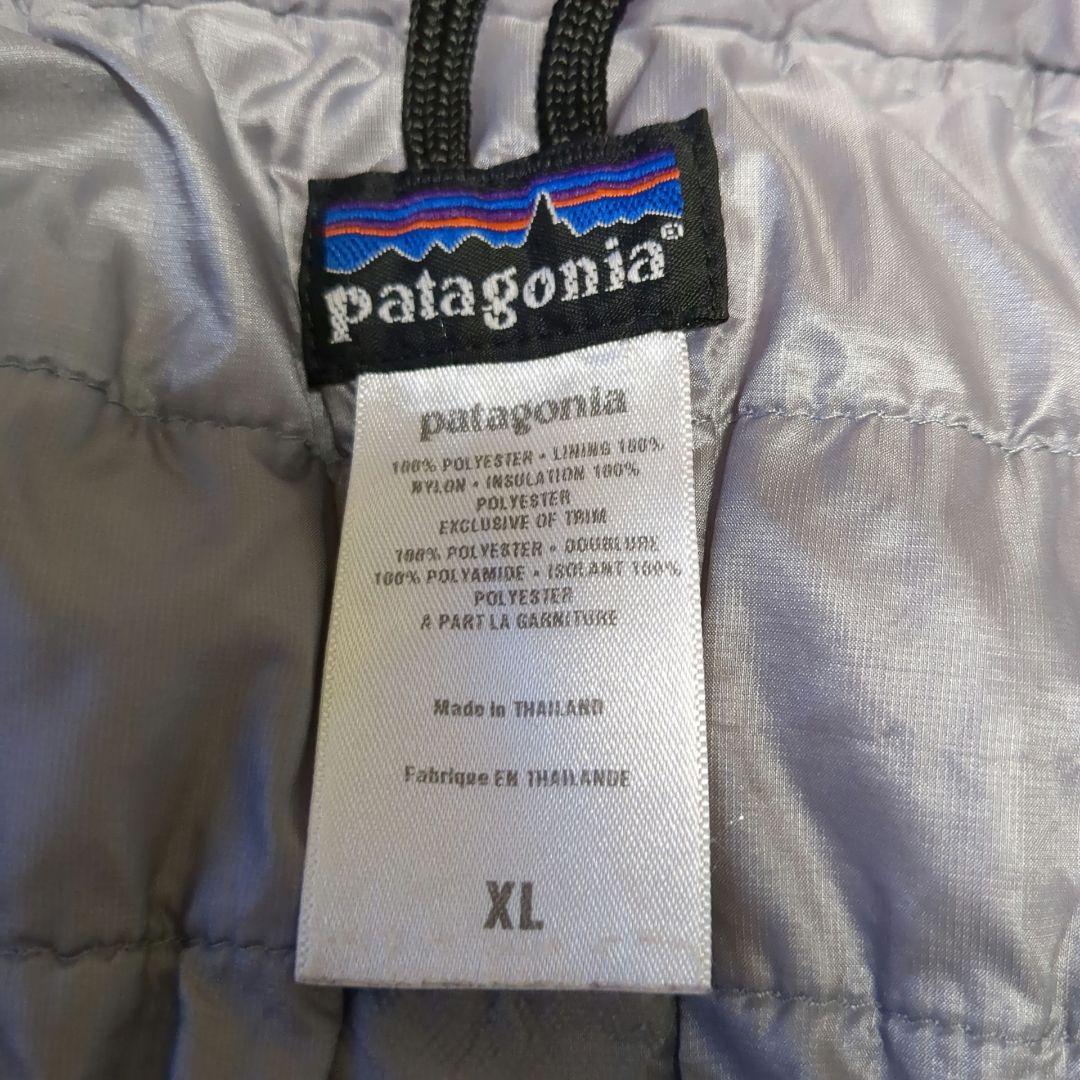 patagonia®
patagonia
100% POLYESTER • LINING 100%
NYLON • INSULATION 100%
POLYESTER
EXCLUSIVE OF TRIM
100% POLYESTER • DOUBLURE
100% POLYAMIDE • ISOLANT 100%
POLYESTER
A PART LA GARNITURE
Made in THAILAND
Fabrique EN THAILANDE
XL